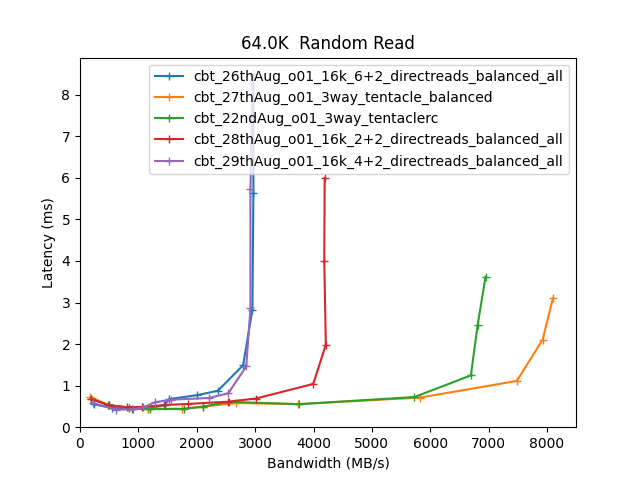 64.0K  Random Read
cbt_26thAug_o01_16k_6+2_directreads_balanced_all
cbt_27thAug_o01_3way_tentacle_balanced
cbt_22ndAug_o01_3way_tentaclerc
cbt_28thAug_o01_16k_2+2_directreads_balanced_all
cbt_29thAug_o01_16k_4+2_directreads_balanced_all
Latency (ms)
8
7
6
5
4
3
2
1
0
0 1000 2000 3000 4000 5000 6000 7000 8000
Bandwidth (MB/s)